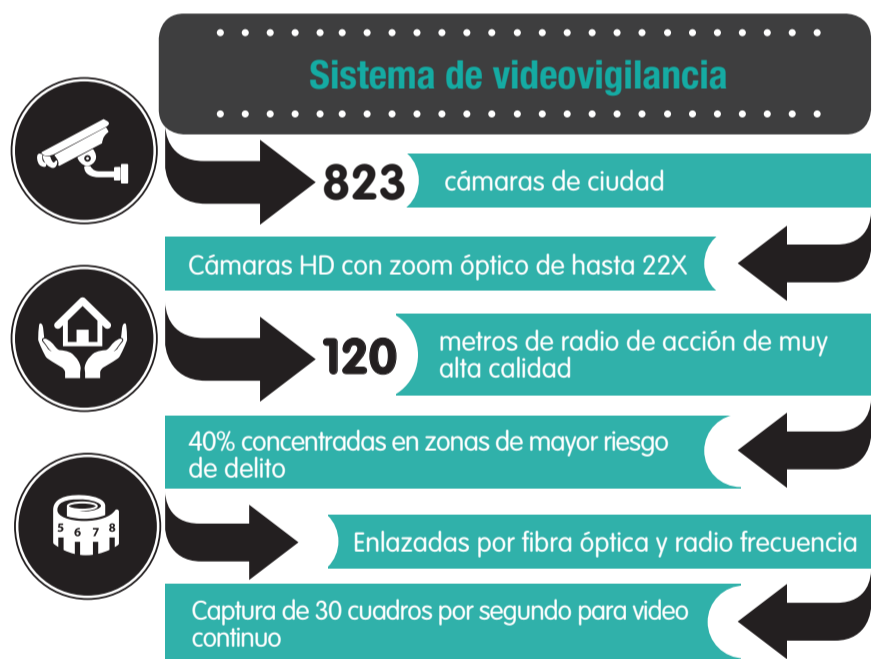 Sistema de videovigilancia
823 cámaras de ciudad
Cámaras HD con zoom óptico de hasta 22X
120 metros de radio de acción de muy
alta calidad
40% concentradas en zonas de mayor riesgo
de delito
5 6 7 8
Enlazadas por fibra óptica y radio frecuencia
Captura de 30 cuadros por segundo para video
continuo